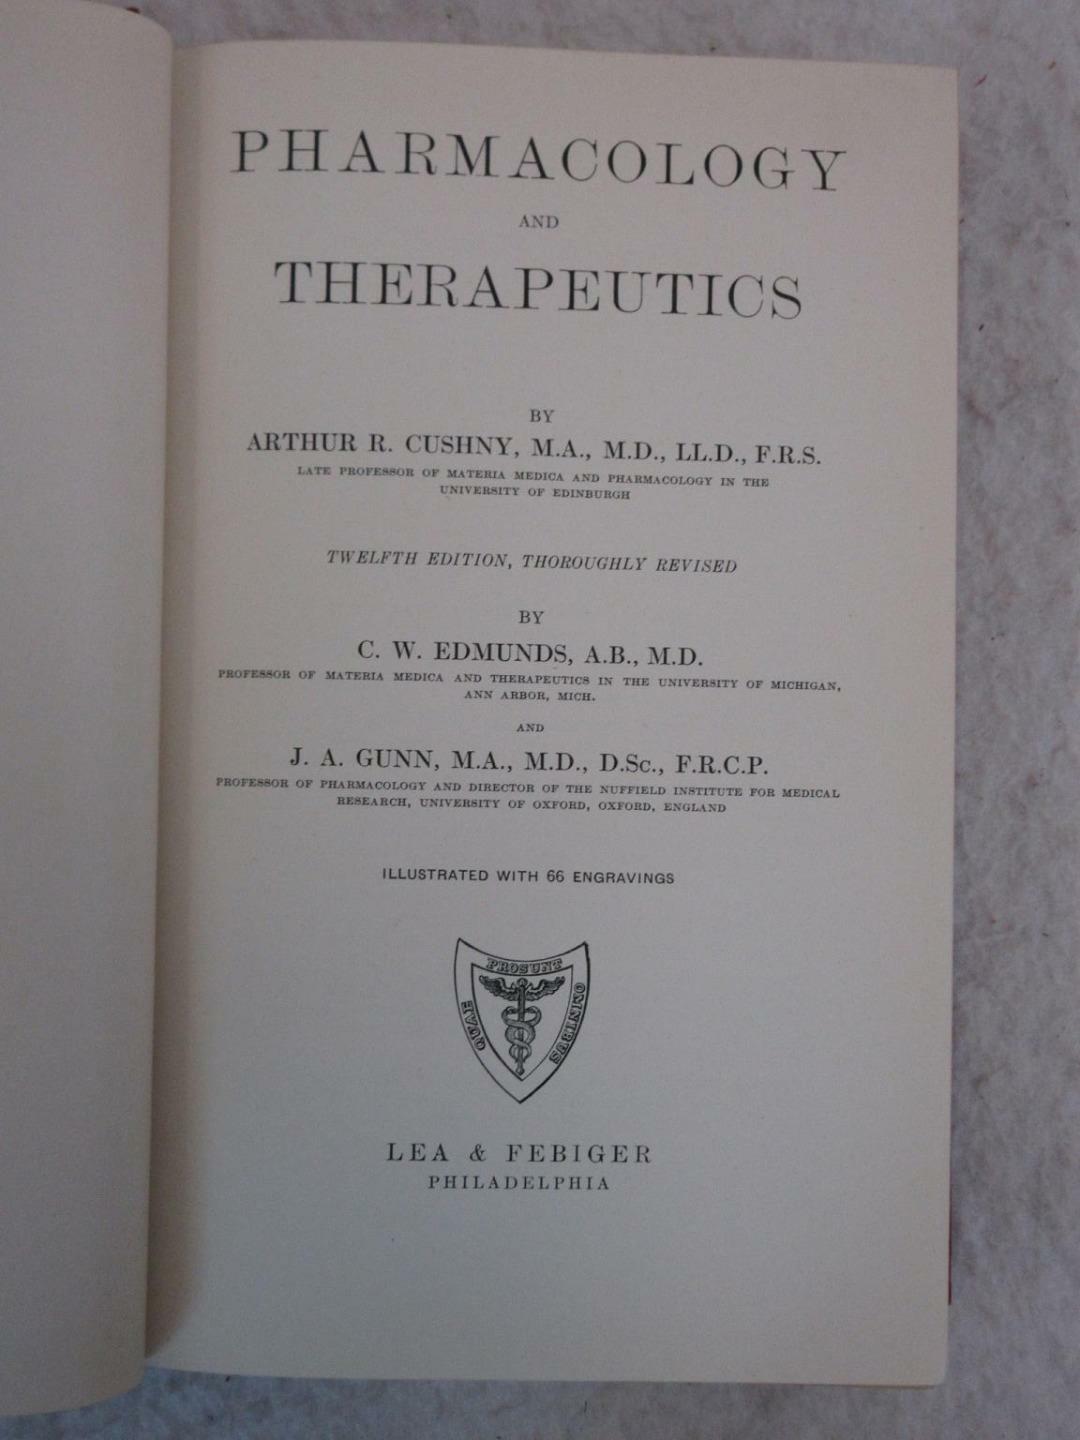 PHARMACOLOGY
AND
THERAPEUTICS
BY
ARTHUR R. CUSHNY, M.A., M.D., LL.D., F.R.S.
LATE PROFESSOR OF MATERIA MEDICA AND PHARMACOLOGY IN THE
UNIVERSITY OF EDINBURGH
TWELFTH EDITION, THOROUGHLY REVISED
BY
C. W. EDMUNDS, A.B., M.D.
PROFESSOR OF MATERIA MEDICA AND THERAPEUTICS IN THE UNIVERSITY OF MICHIGAN,
ANN ARBOR, MICH.
AND
J. A. GUNN, M.A., M.D., D.Sc., F.R.C.P.
PROFESSOR OF PHARMACOLOGY AND DIRECTOR OF THE NUFFIELD INSTITUTE FOR MEDICAL
RESEARCH, UNIVERSITY OF OXFORD, OXFORD, ENGLAND
ILLUSTRATED WITH 66 ENGRAVINGS
QUAE
PROSUNT
OMNIBUS
LEA & FEBIGER
PHILADELPHIA